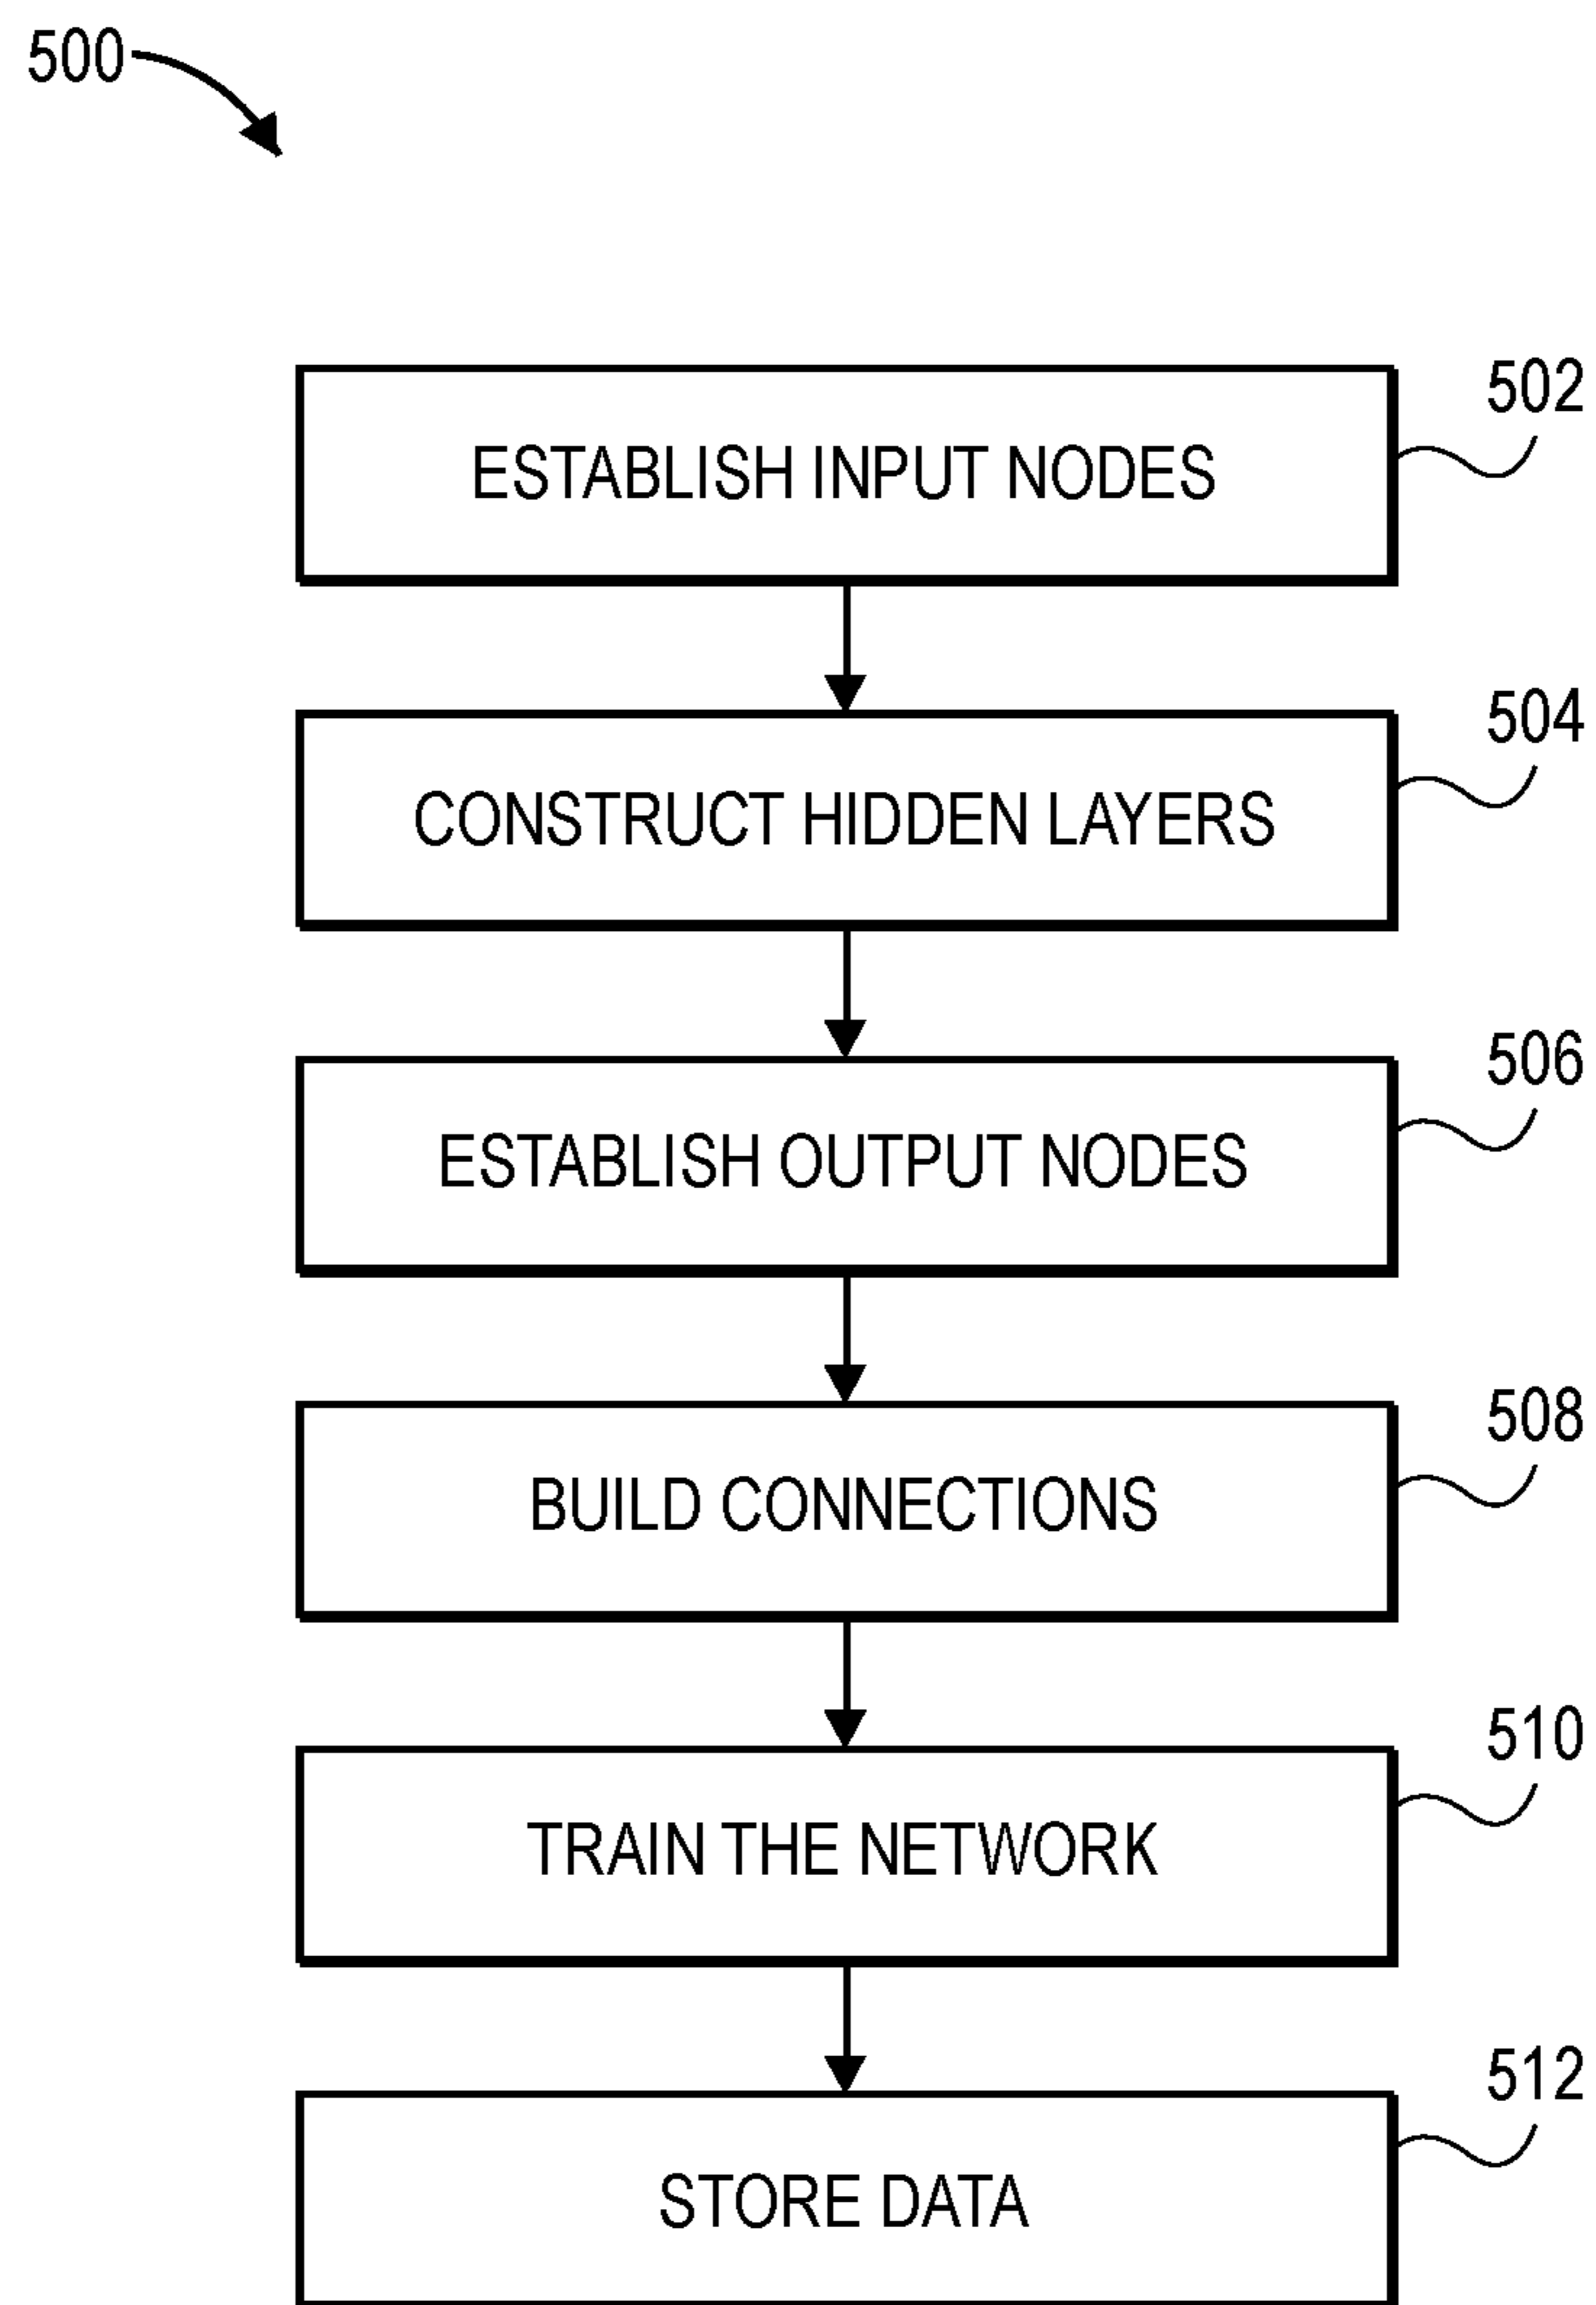 500
502
ESTABLISH INPUT NODES
504
CONSTRUCT HIDDEN LAYERS
506
ESTABLISH OUTPUT NODES
508
BUILD CONNECTIONS
510
TRAIN THE NETWORK
512
STORE DATA